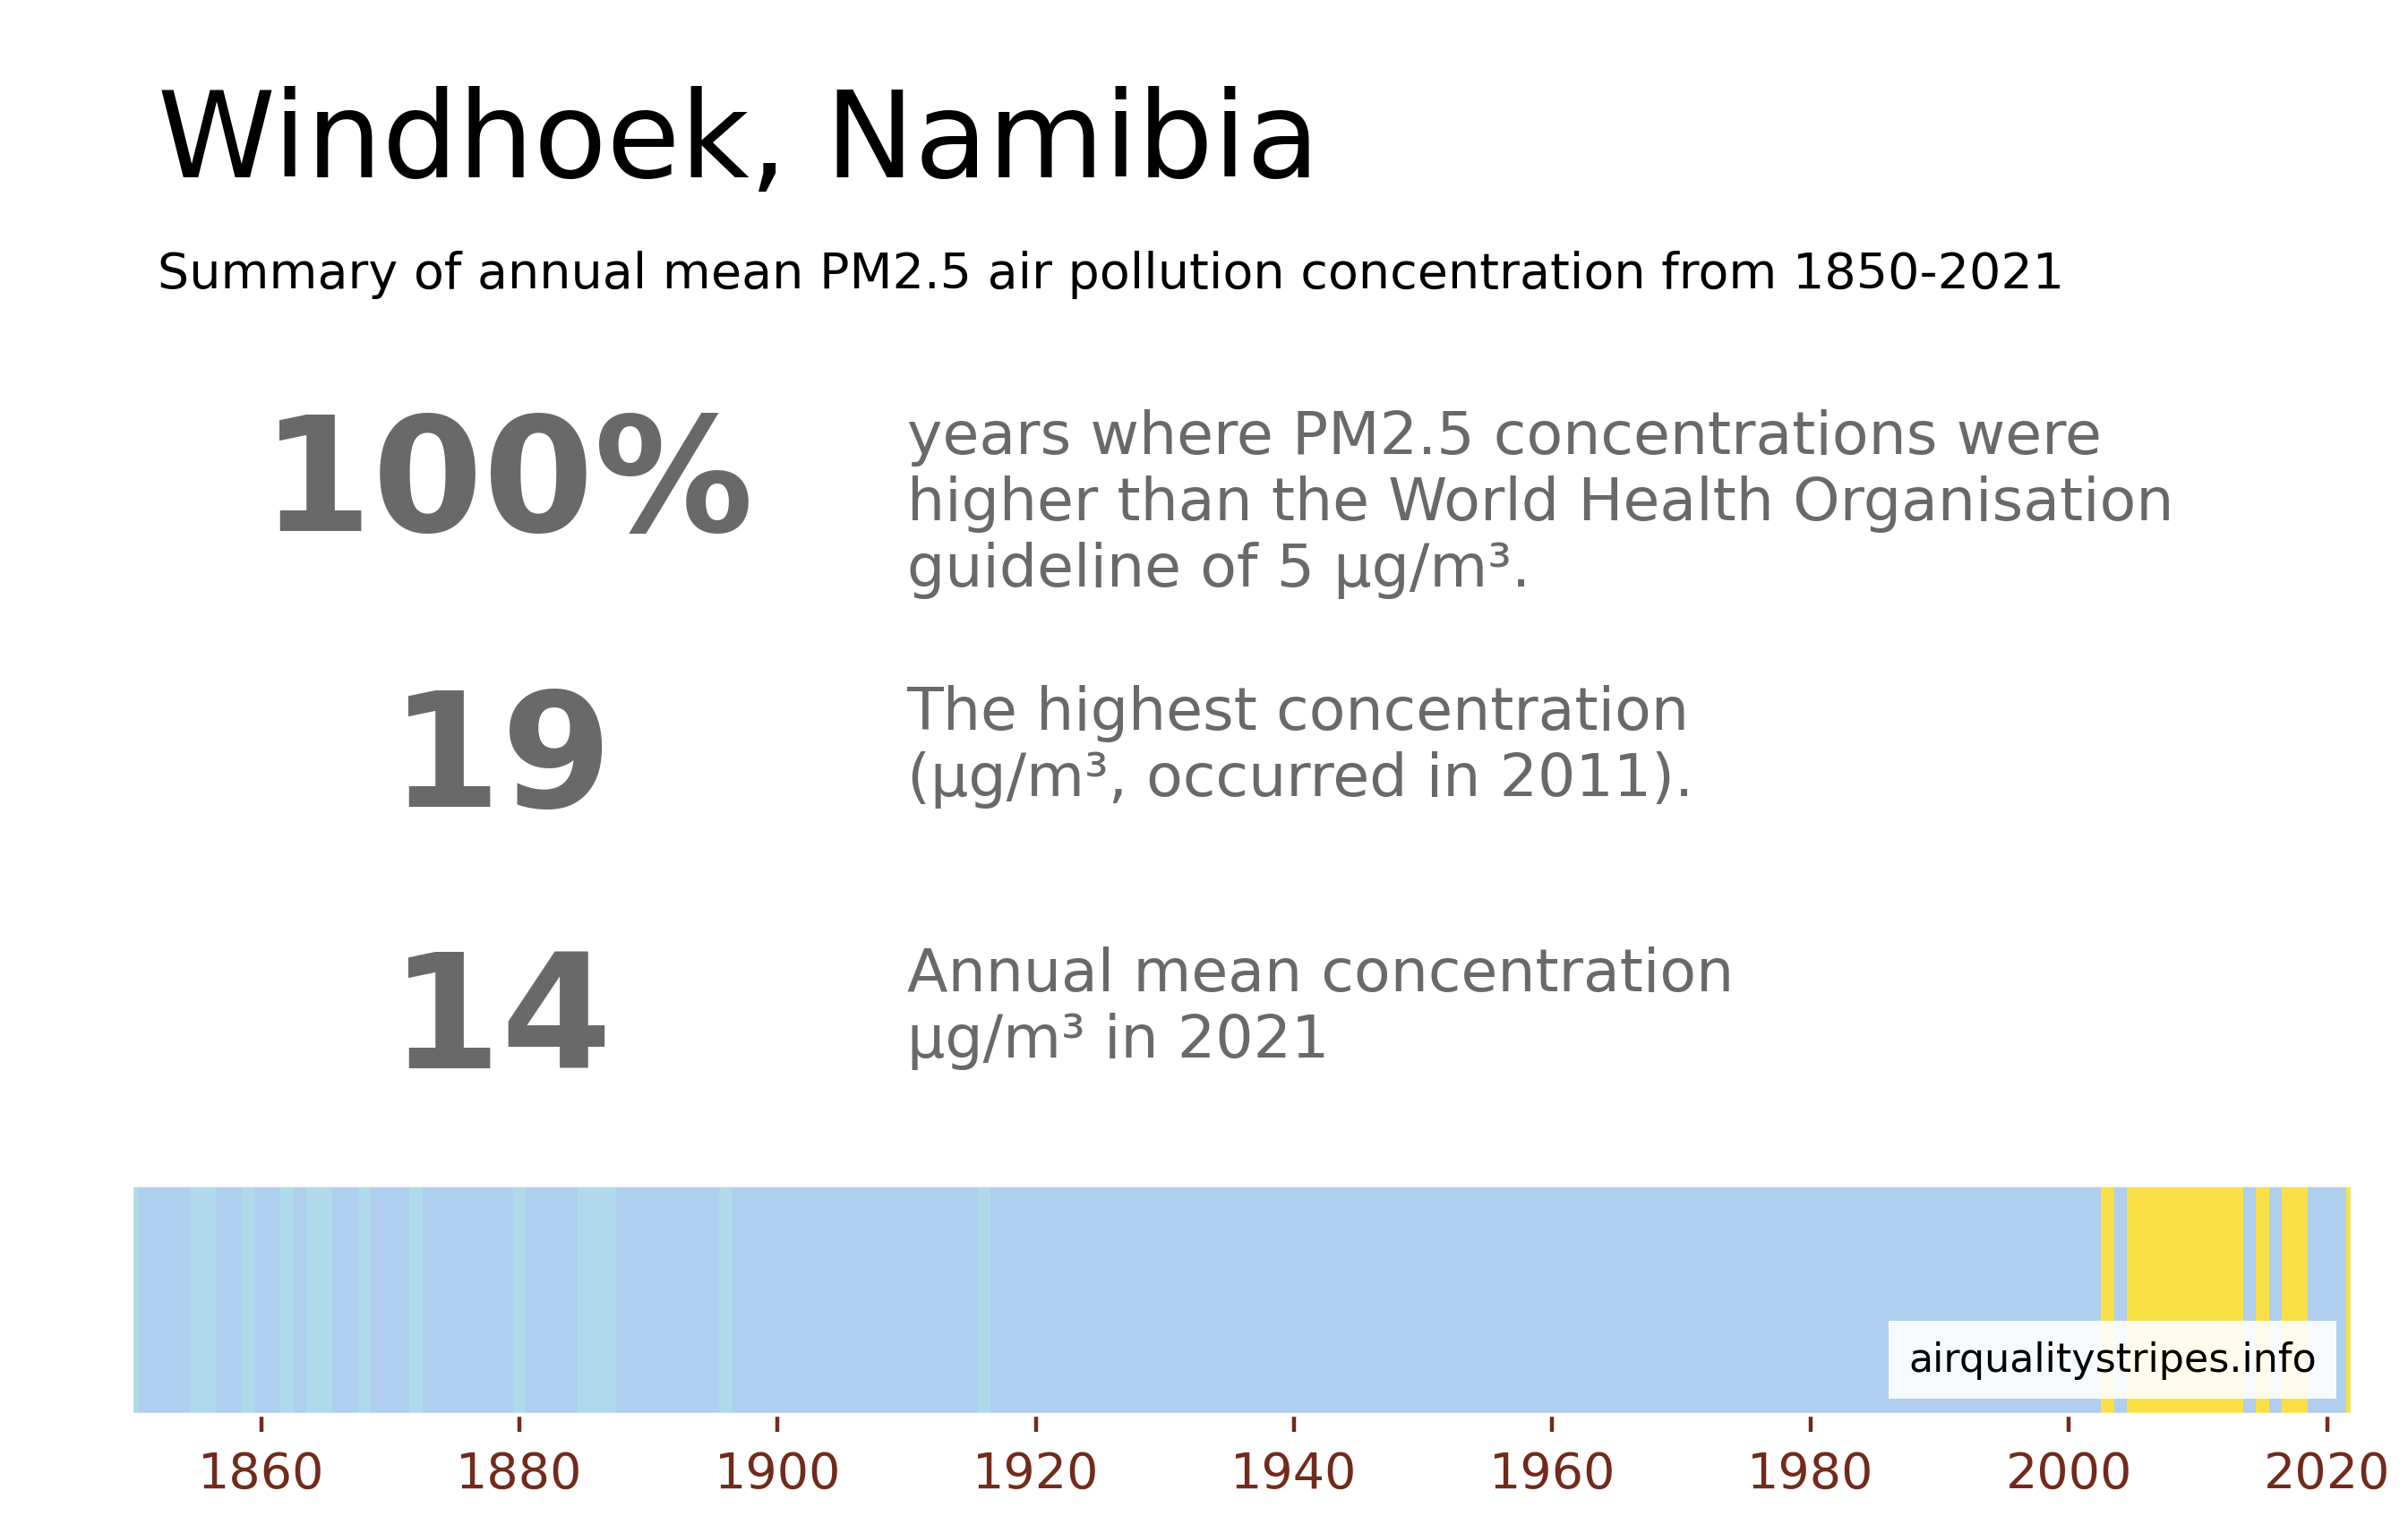 Windhoek, Namibia
Summary of annual mean PM2.5 air pollution concentration from 1850-2021
100%
years where PM2.5 concentrations were
higher than the World Health Organisation
guideline of 5 µg/m³.
19
The highest concentration
(µg/m³, occurred in 2011).
14
Annual mean concentration
µg/m³ in 2021
airqualitystripes.info
1860 1880 1900 1920 1940 1960 1980 2000 2020